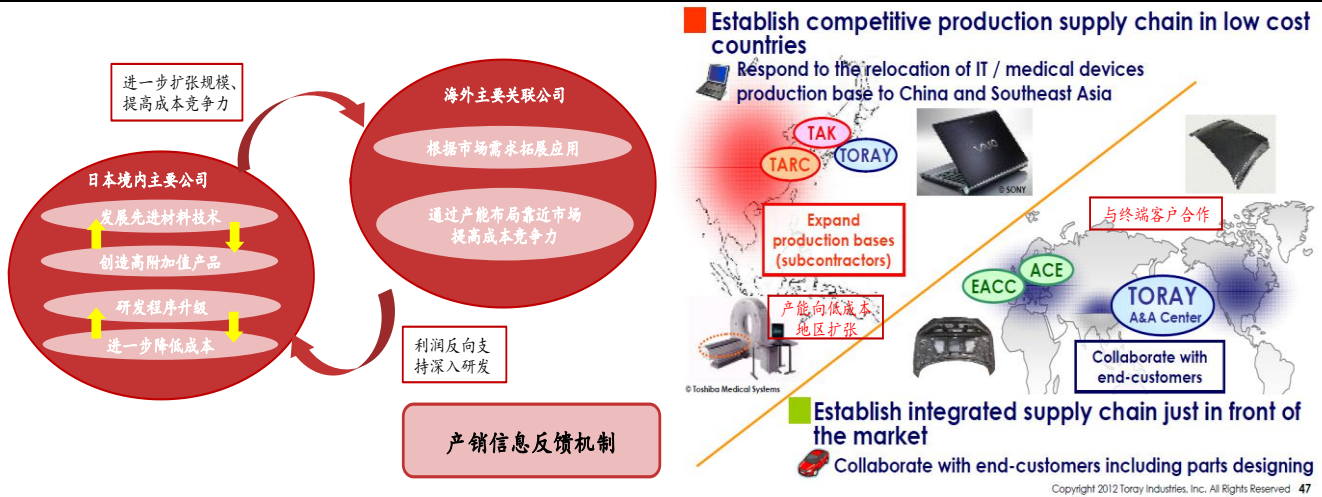 进一步扩张规模、
提高成本竞争力
海外主要关联公司
根据市场需求拓展应用
通过产能布局靠近市场
提高成本竞争力
日本境内主要公司
发展先进材料技术
创造高附加值产品
研发程序升级
进一步降低成本
利润反向支
持深入研发
产销信息反馈机制
Establish competitive production supply chain in low cost
countries
Respond to the relocation of IT / medical devices
production base to China and Southeast Asia
TAK
TARC
TORAY
VAIO
© SONY
Expand
production bases
(subcontractors)
产能向低成本
地区扩张
© Toshiba Medical Systems
与终端客户合作
EACC
ACE
TORAY
A&A Center
Collaborate with
end-customers
Establish integrated supply chain just in front of
the market
Collaborate with end-customers including parts designing
Copyright 2012 Toray Industries, Inc. All Rights Reserved 47